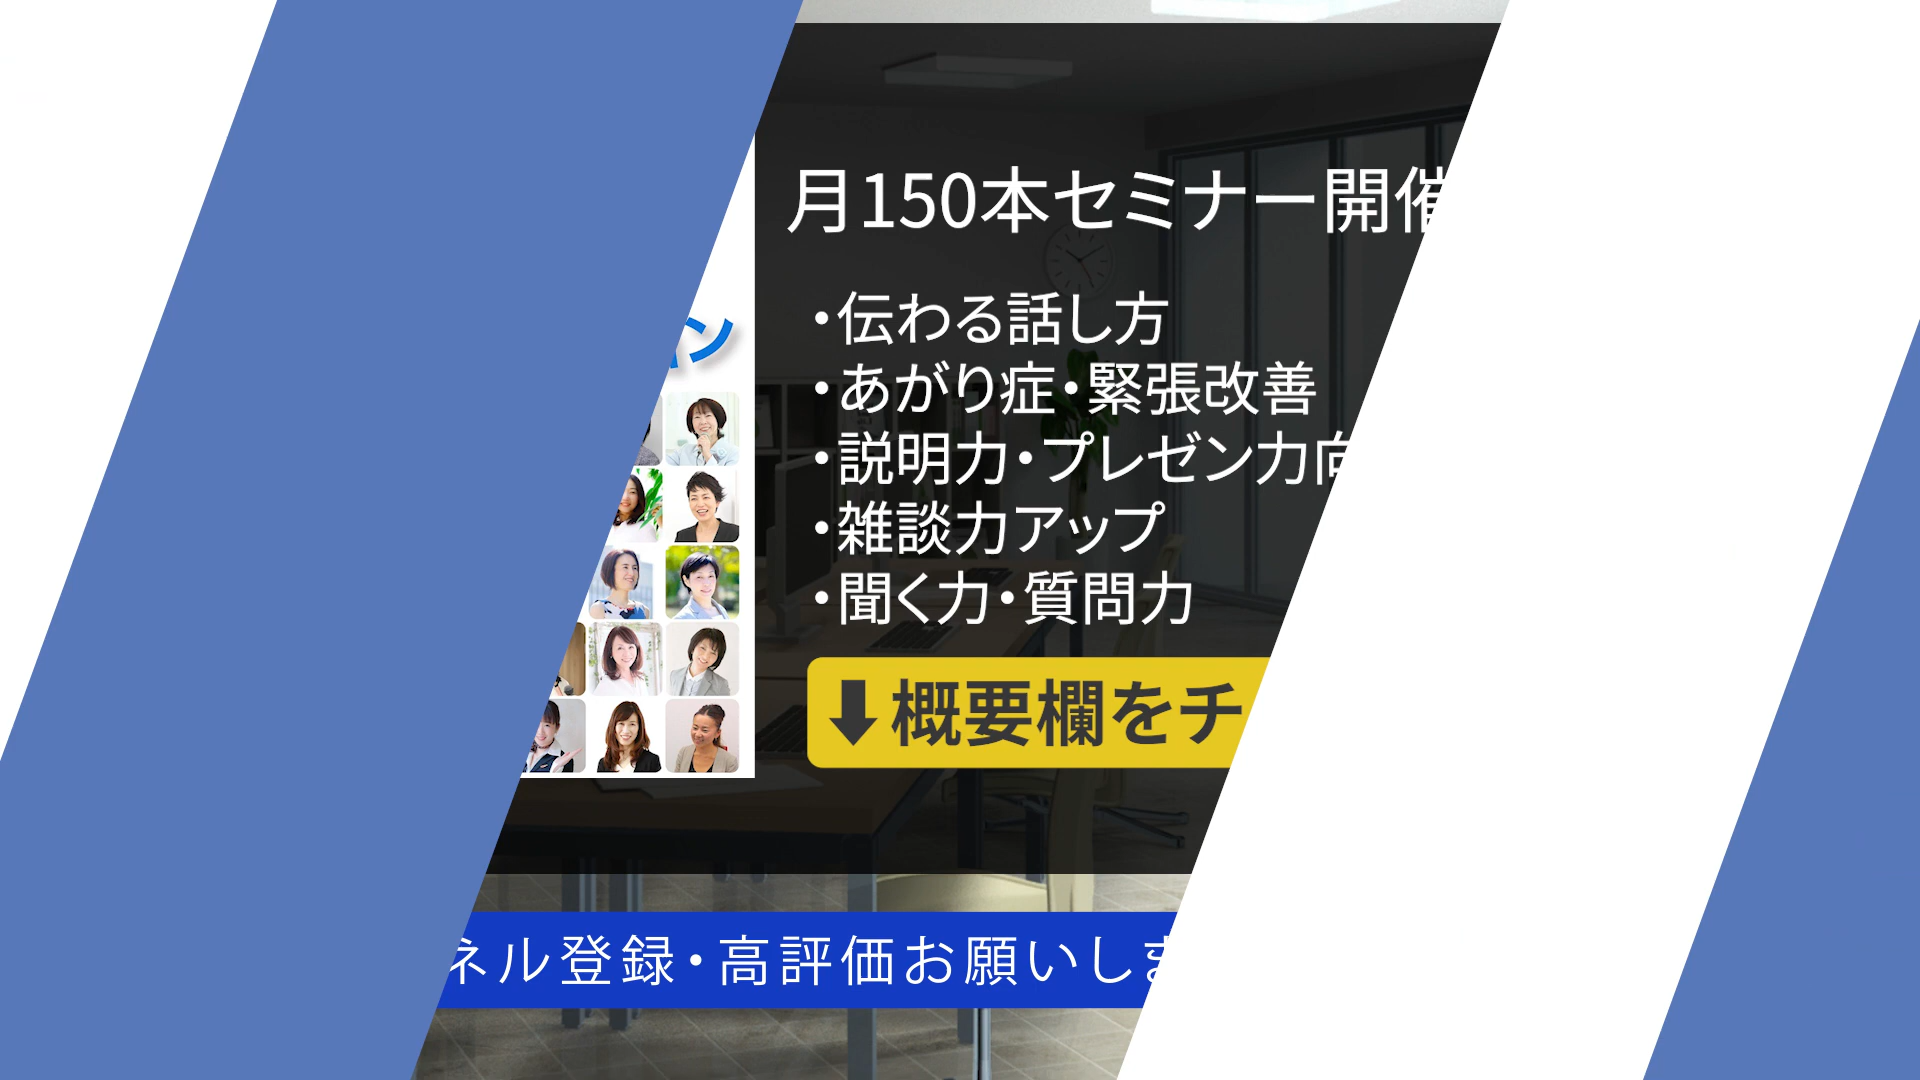 月150本セミナー開催
ン
・伝わる話し方
・あがり症・緊張改善
・説明力・プレゼン力向
・雑談力アップ
・聞く力・質問力
⬇概要欄をチ
ネル登録・高評価お願いしま